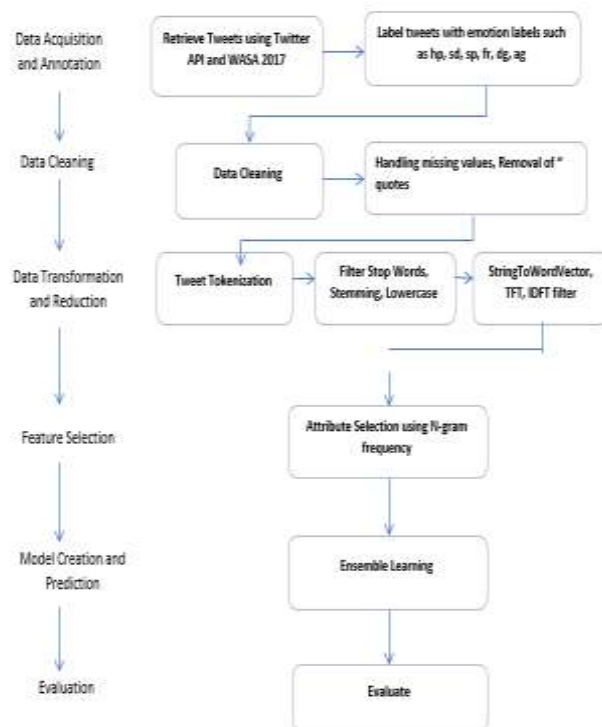 Data Acquisition
and Annotation
Retrieve Tweets using Twitter
API and WASA 2017
Label tweets with emotion labels such
as hp, sd, sp, fr, dg, ag
Data Cleaning
Data Cleaning
Handling missing values, Removal of "
quotes
Data Transformation
and Reduction
Tweet Tokenization
Filter Stop Words,
Stemming, Lowercase
StringToWordVector,
TFT, IDFT filter
Feature Selection
Attribute Selection using N-gram
frequency
Model Creation and
Prediction
Ensemble Learning
Evaluation
Evaluate